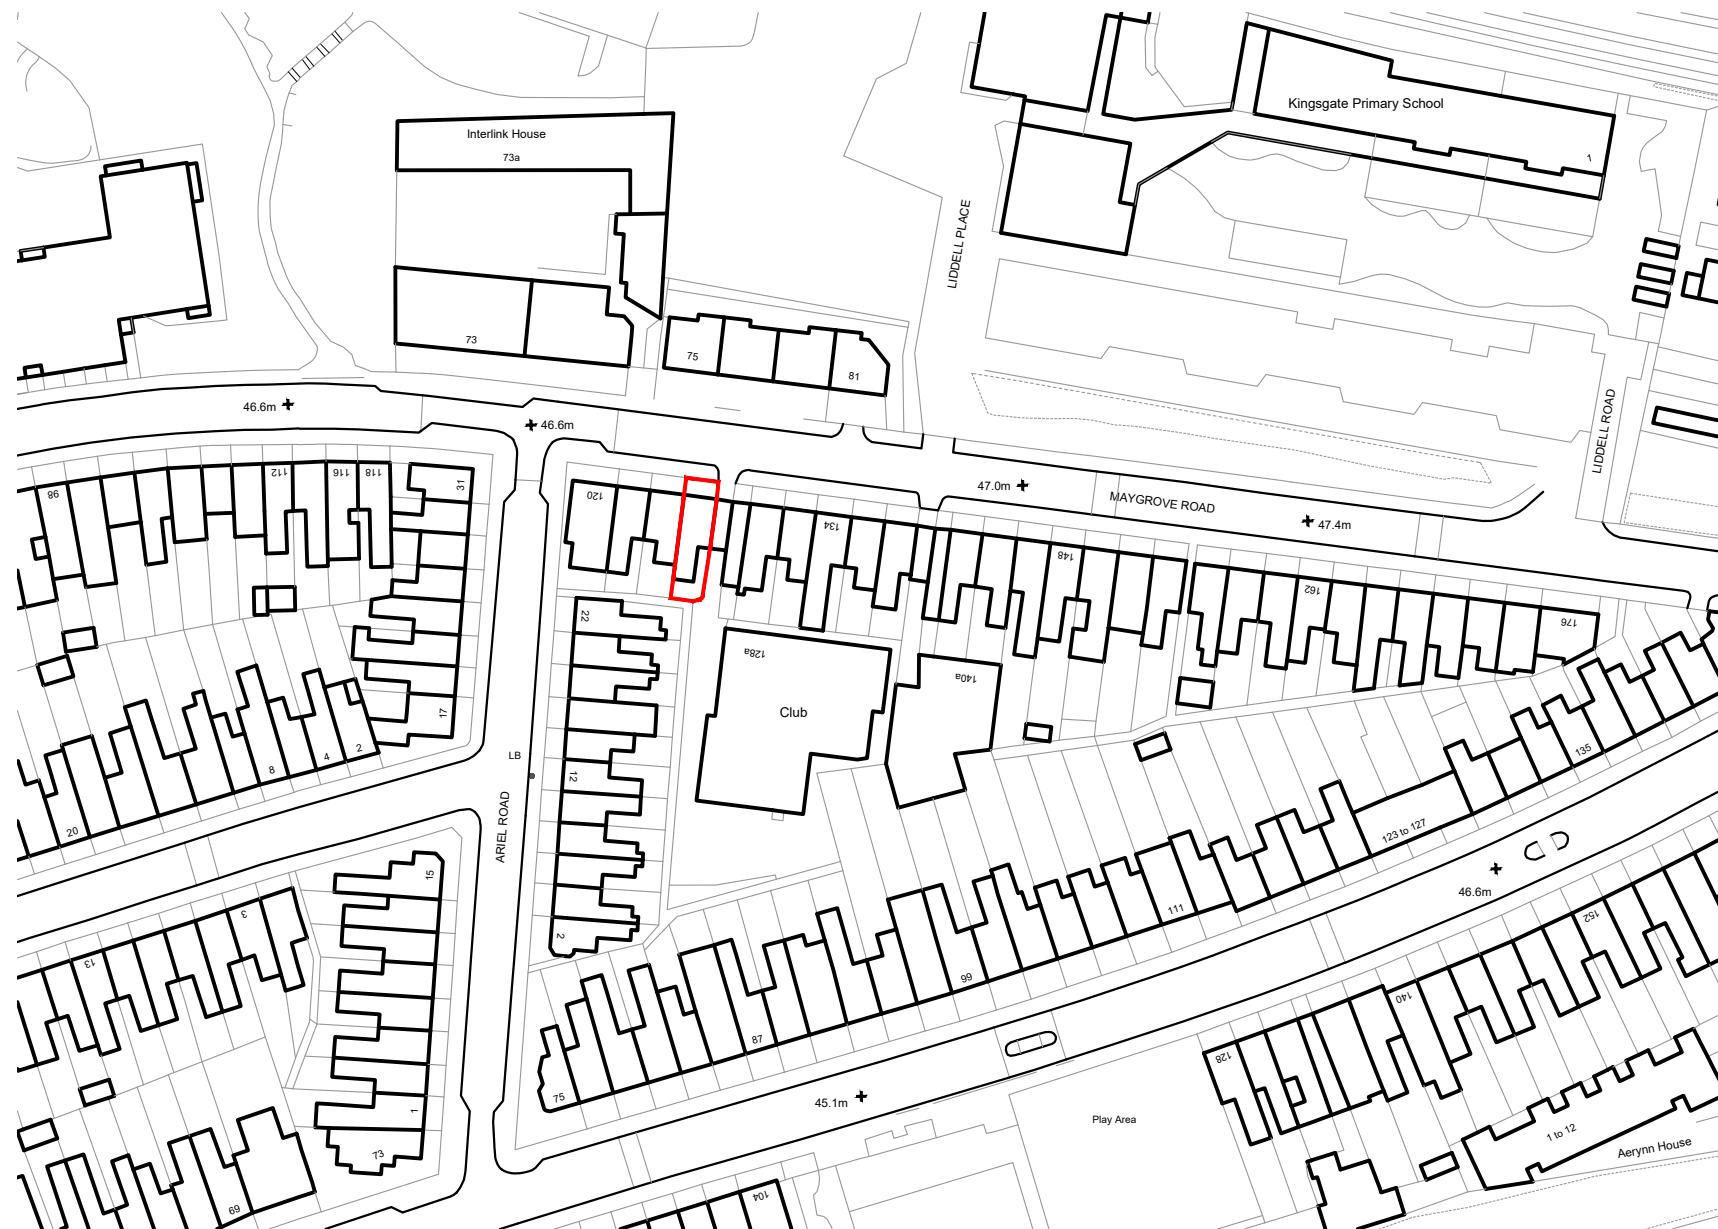 Kingsgate Primary School
1
Interlink House
73a
LIDDELL PLACE
73
75
81
LIDDELL ROAD
46.6m
46.6m
47.0m
MAYGROVE ROAD
47.4m
98
112
116
118
31
120
134
148
162
176
22
128a
140a
Club
17
2
4
8
20
LB
12
ARIEL ROAD
135
123 to 127
46.6m
15
3
13
2
111
99
87
75
152
140
128
45.1m
Play Area
1 to 12
Aerynn House
1
73
69
104